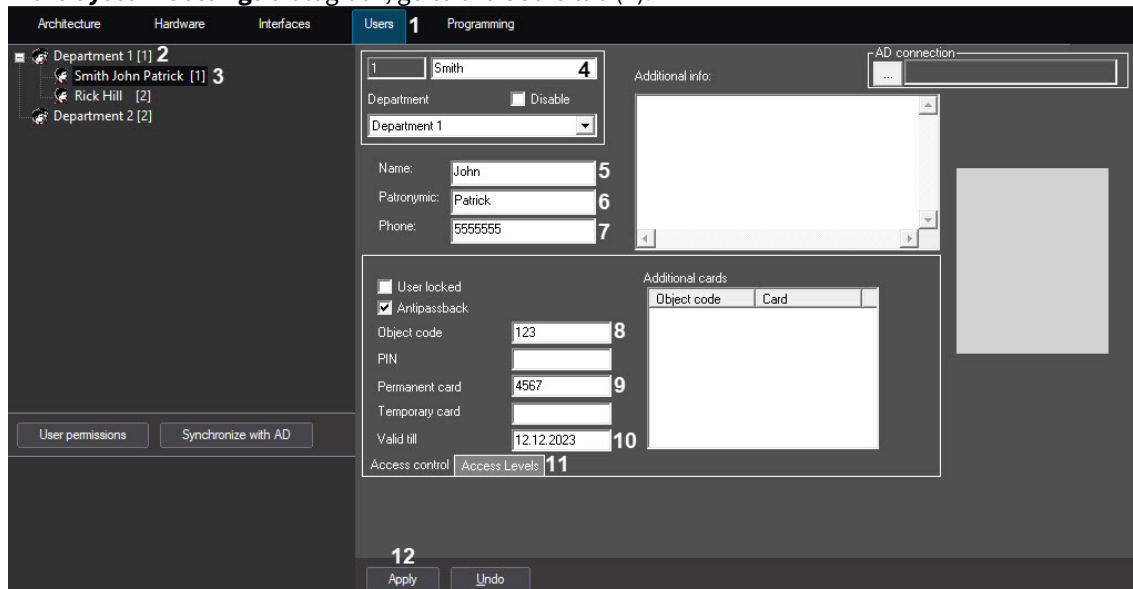 Architecture Hardware Interfaces Users 1 Programming
Department 1 [1] 2
Smith John Patrick [1] 3
Rick Hill [2]
Department 2 [2]
User permissions Synchronize with AD
1 Smith 4
Department Disable
Department 1
Name: John 5
Patronymic: Patrick 6
Phone: 5555555 7
Additional info:
AD connection
...
User locked
Antipassback
Object code 123 8
PIN
Permanent card 4567 9
Temporary card
Valid till 12.12.2023 10
Additional cards
Object code Card
Access control Access Levels 11
12
Apply Undo